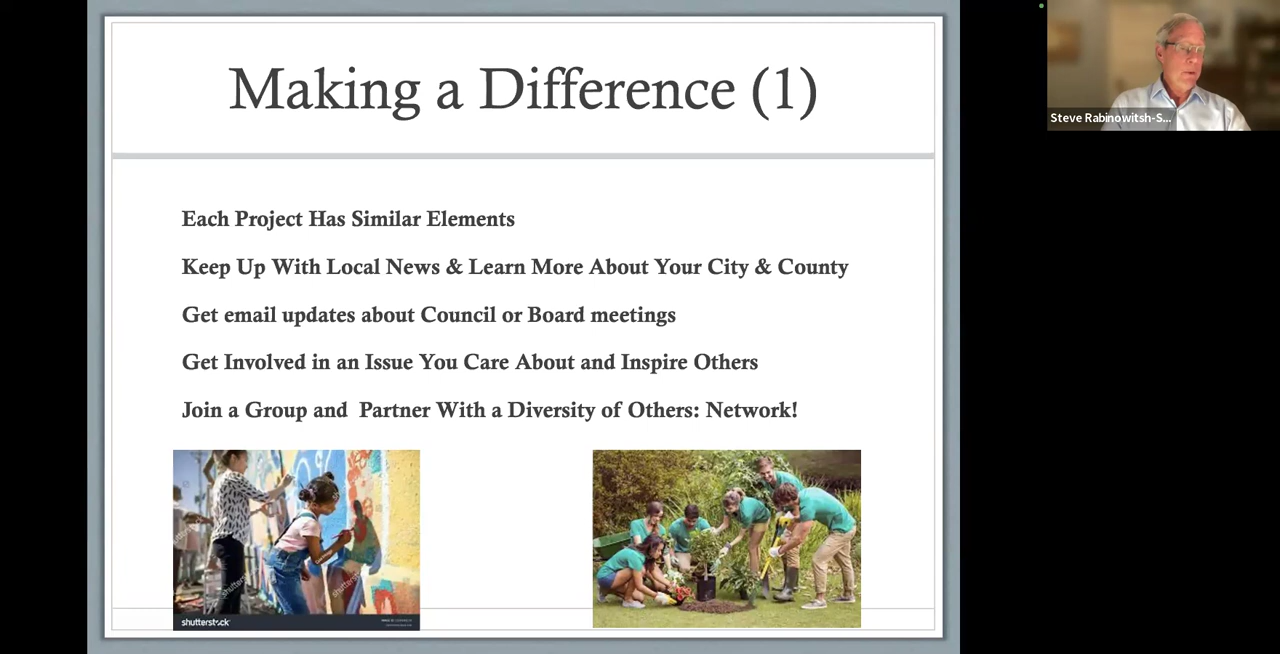 Making a Difference (1)
Steve Rabinowitsh-S...
Each Project Has Similar Elements
Keep Up With Local News & Learn More About Your City & County
Get email updates about Council or Board meetings
Get Involved in an Issue You Care About and Inspire Others
Join a Group and  Partner With a Diversity of Others: Network!
shutterstock